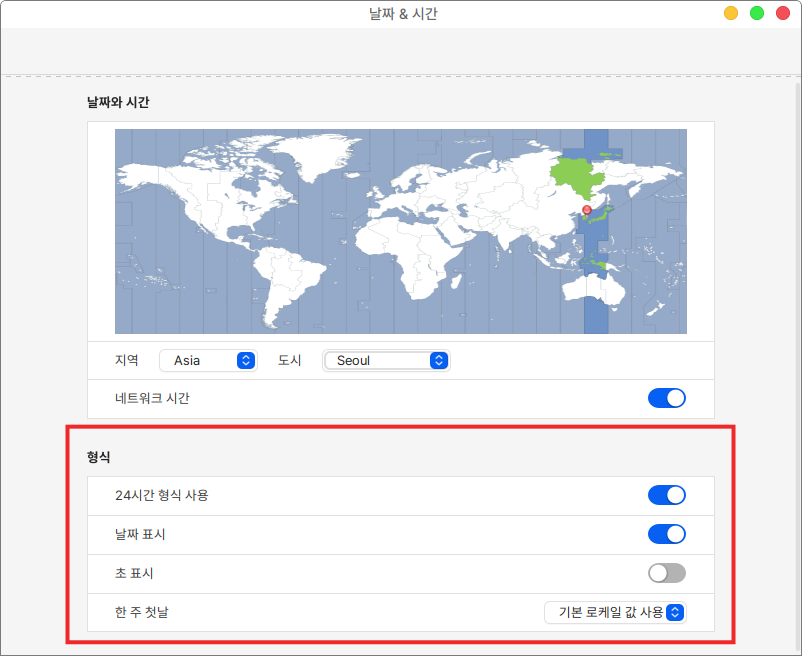 날짜 & 시간
날짜와 시간
지역 Asia 도시 Seoul
네트워크 시간
형식
24시간 형식 사용
날짜 표시
초 표시
한 주 첫날 기본 로케일 값 사용